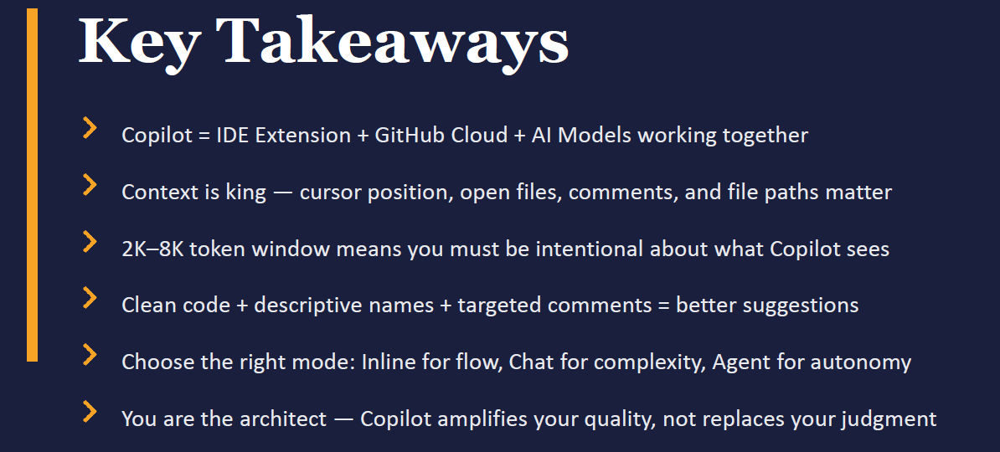 Key Takeaways
Copilot = IDE Extension + GitHub Cloud + AI Models working together
Context is king — cursor position, open files, comments, and file paths matter
2K–8K token window means you must be intentional about what Copilot sees
Clean code + descriptive names + targeted comments = better suggestions
Choose the right mode: Inline for flow, Chat for complexity, Agent for autonomy
You are the architect — Copilot amplifies your quality, not replaces your judgment